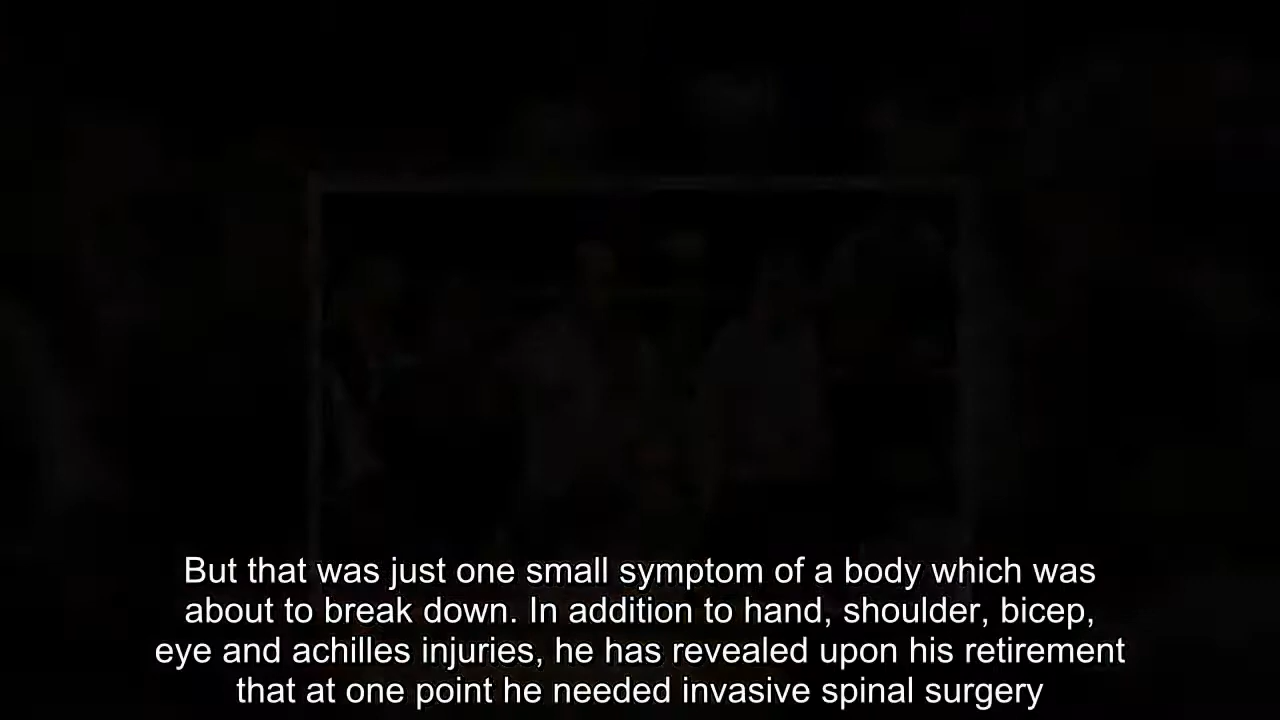 But that was just one small symptom of a body which was
about to break down. In addition to hand, shoulder, bicep,
eye and achilles injuries, he has revealed upon his retirement
that at one point he needed invasive spinal surgery